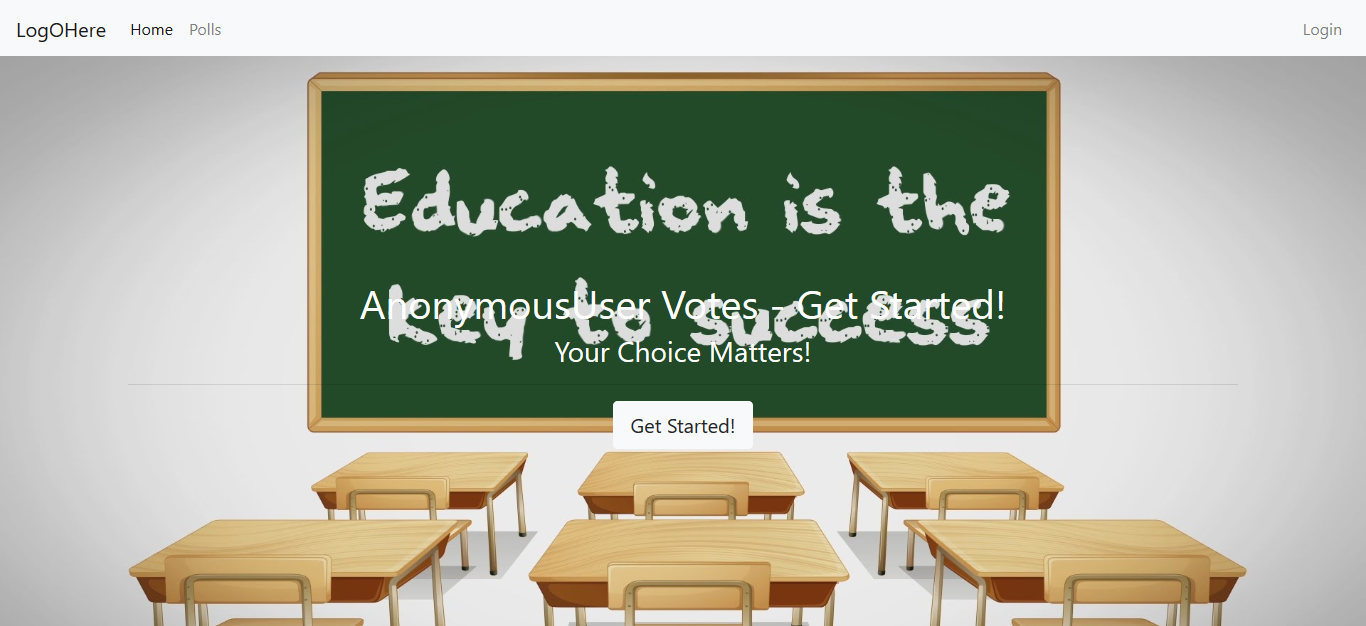 LogOHere Home Polls Login
Education is the
key to success
AnonymousUser Votes - Get Started!
Your Choice Matters!
Get Started!